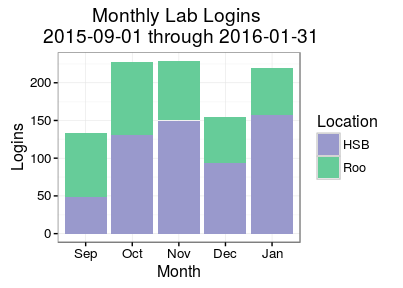 Monthly Lab Logins
2015-09-01 through 2016-01-31
Logins
200
150
100
50
0
Sep Oct Nov Dec Jan
Month
Location
HSB
Roo